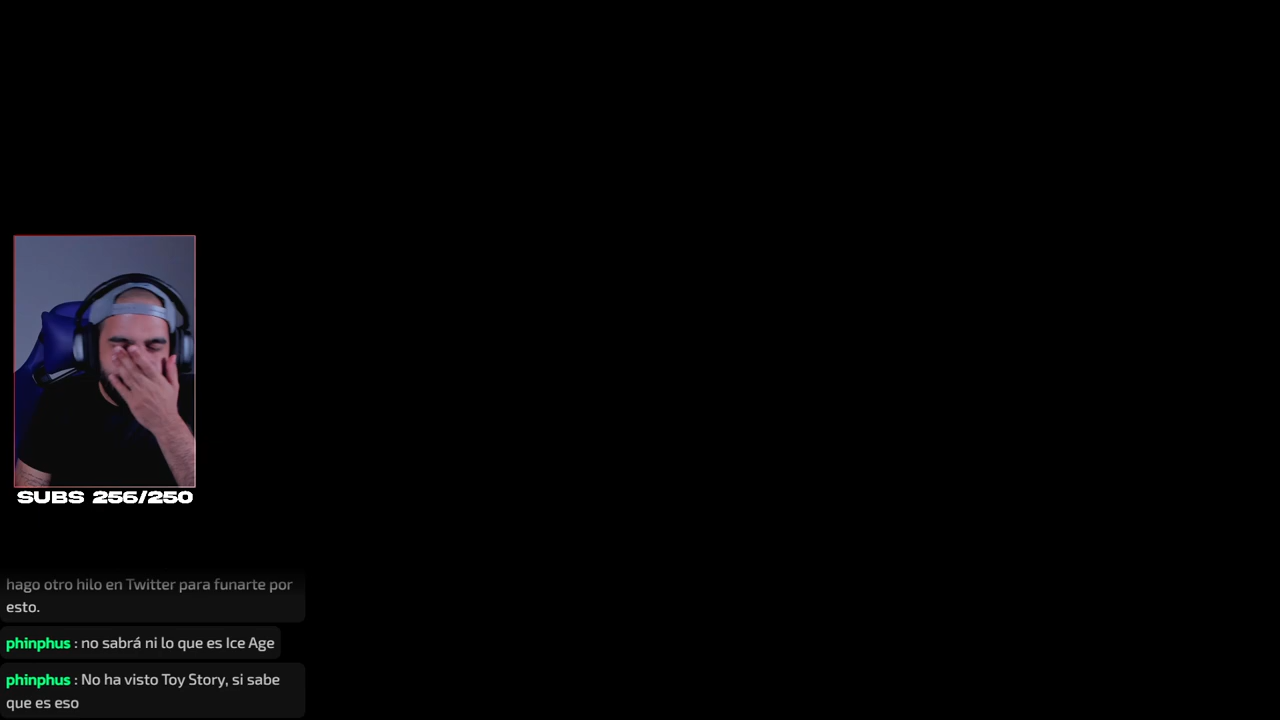 SUBS 256/250
hago otro hilo en Twitter para funarte por
esto.
phinphus : no sabrá ni lo que es Ice Age
phinphus : No ha visto Toy Story, si sabe
que es eso